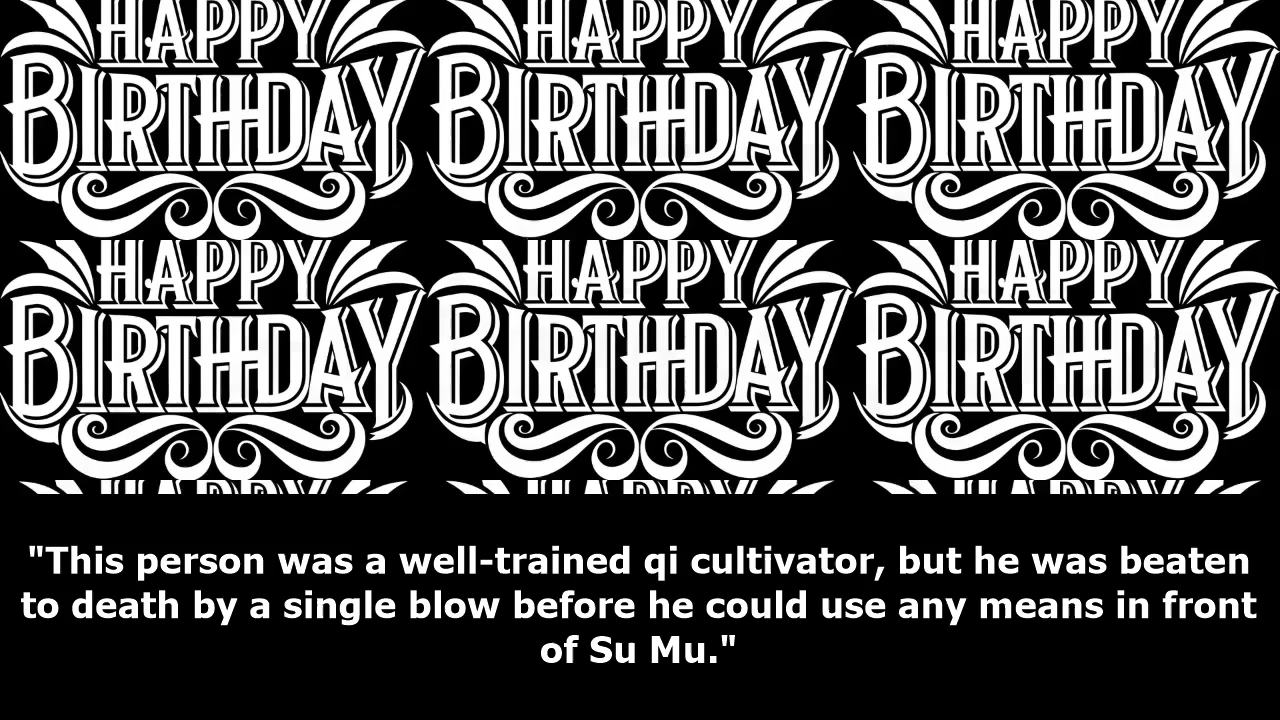 HAPPY HAPPY HAPPY
BIRTHDAY BIRTHDAY BIRTHDAY
HAPPY HAPPY HAPPY
BIRTHDAY BIRTHDAY BIRTHDAY
"This person was a well-trained qi cultivator, but he was beaten
to death by a single blow before he could use any means in front
of Su Mu."